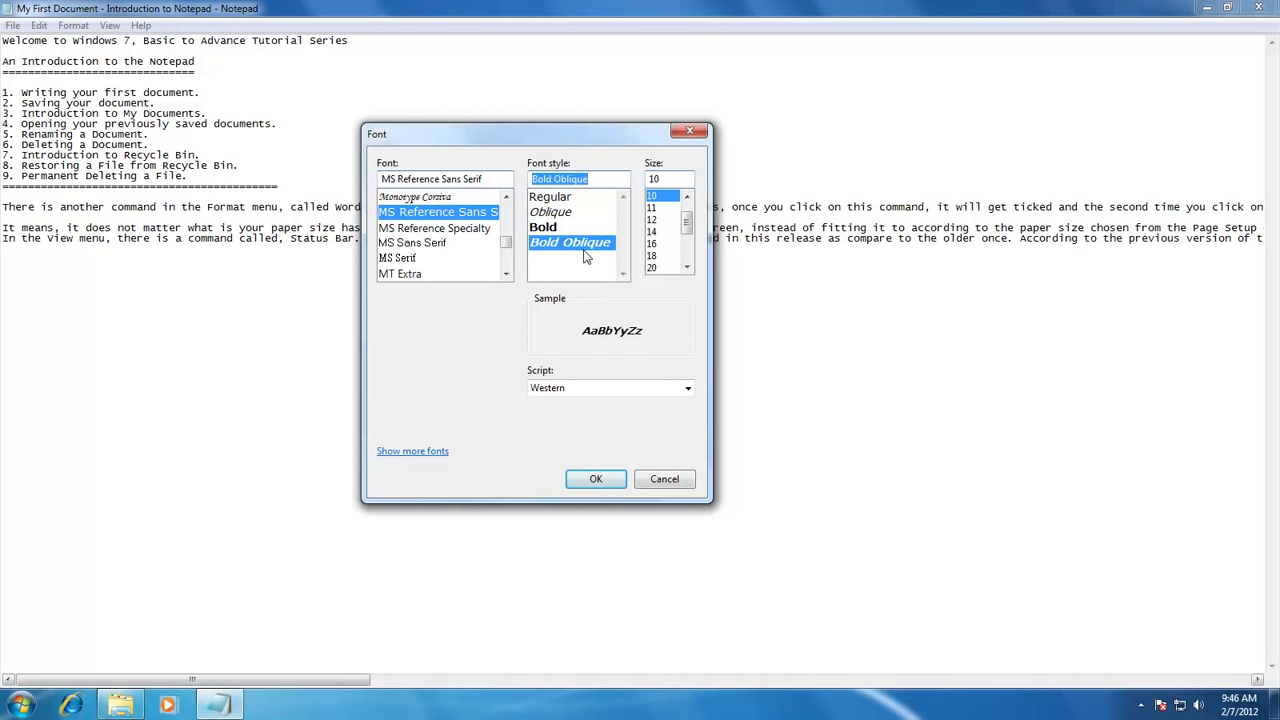 My First Document - Introduction to Notepad - Notepad
File Edit Format View Help
Welcome to Windows 7, Basic to Advance Tutorial Series
An Introduction to the Notepad
==============================
1. Writing your first document.
2. Saving your document.
3. Introduction to My Documents.
4. Opening your previously saved documents.
5. Renaming a Document.
6. Deleting a Document.
7. Introduction to Recycle Bin.
8. Restoring a File from Recycle Bin.
9. Permanent Deleting a File.
===========================================
There is another command in the Format menu, called Word s, once you click on this command, it will get ticked and the second time you click on
It means, it does not matter what is your paper size has reen, instead of fitting it to according to the paper size chosen from the Page Setup
In the View menu, there is a command called, Status Bar. d in this release as compare to the older once. According to the previous version of t
Font
Font: Font style: Size:
MS Reference Sans Serif Bold Oblique 10
Monotype Corsiva Regular 10
MS Reference Sans S Oblique 11
MS Reference Specialty Bold 12
MS Sans Serif Bold Oblique 14
MS Serif 16
MT Extra 18
20
Sample
AaBbYyZz
Script:
Western
Show more fonts
OK Cancel
9:46 AM
2/7/2012